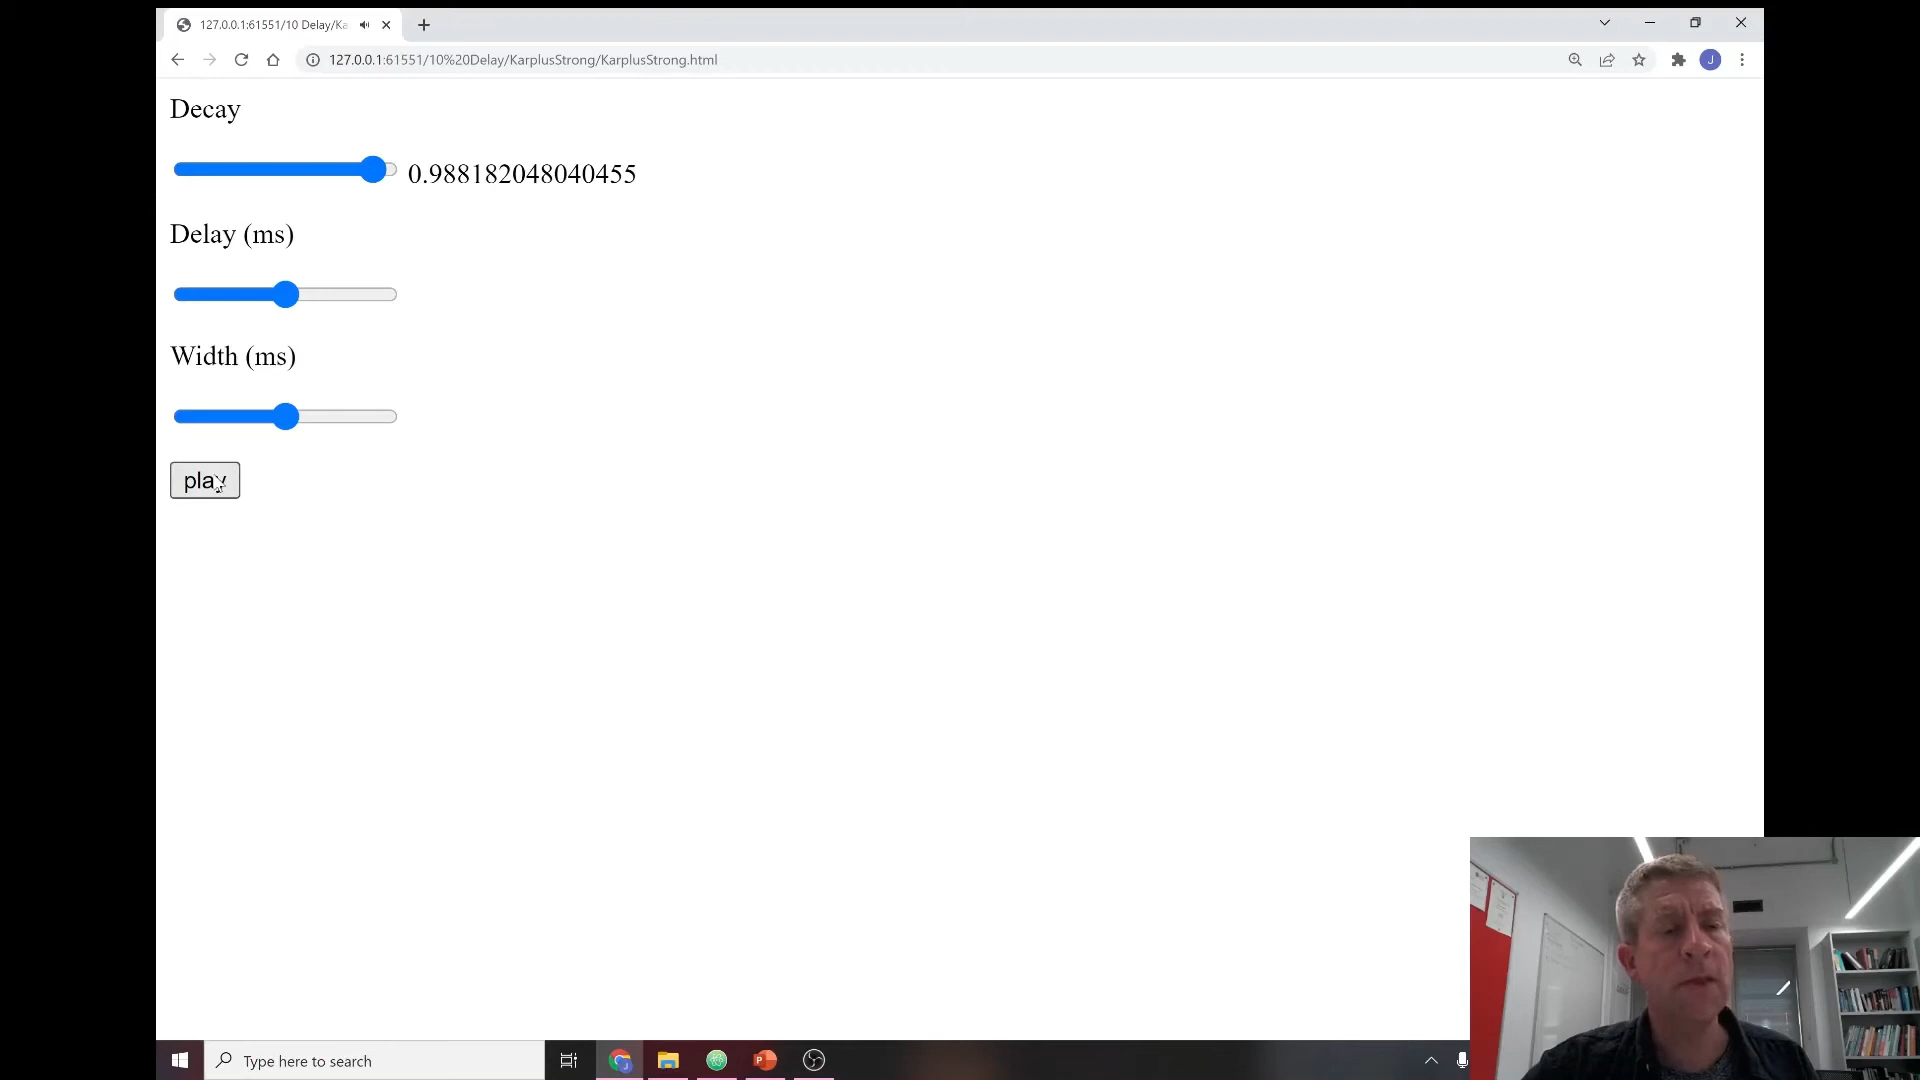 127.0.0.1:61551/10 Delay/Ka
127.0.0.1:61551/10%20Delay/KarplusStrong/KarplusStrong.html
J
Decay
0.988182048040455
Delay (ms)
Width (ms)
play
Type here to search